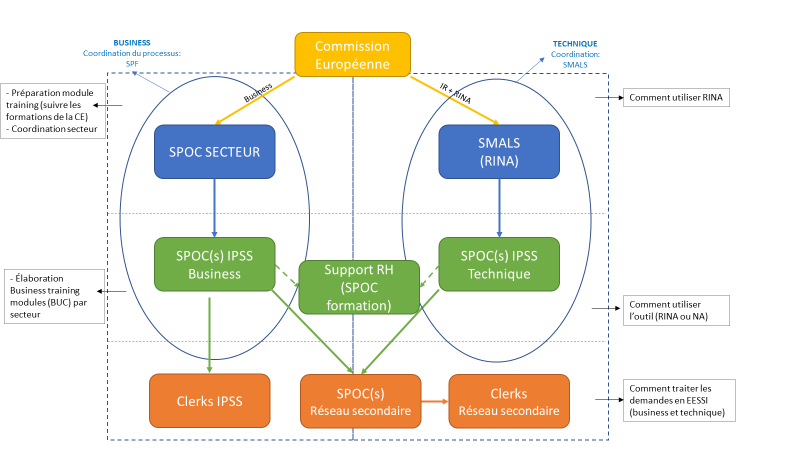 BUSINESS
Coordination du processus:
SPF
Commission
Européenne
TECHNIQUE
Coordination:
SMALS
- Préparation module
training (suivre les
formations de la CE)
- Coordination secteur
Business
IR + RINA
Comment utiliser RINA
SPOC SECTEUR
SMALS
(RINA)
SPOC(s) IPSS
Business
Support RH
(SPOC
formation)
SPOC(s) IPSS
Technique
- Élaboration
Business training
modules (BUC) par
secteur
Comment utiliser
l'outil (RINA ou NA)
Clerks IPSS
SPOC(s)
Réseau secondaire
Clerks
Réseau secondaire
Comment traiter les
demandes en EESSI
(business et technique)